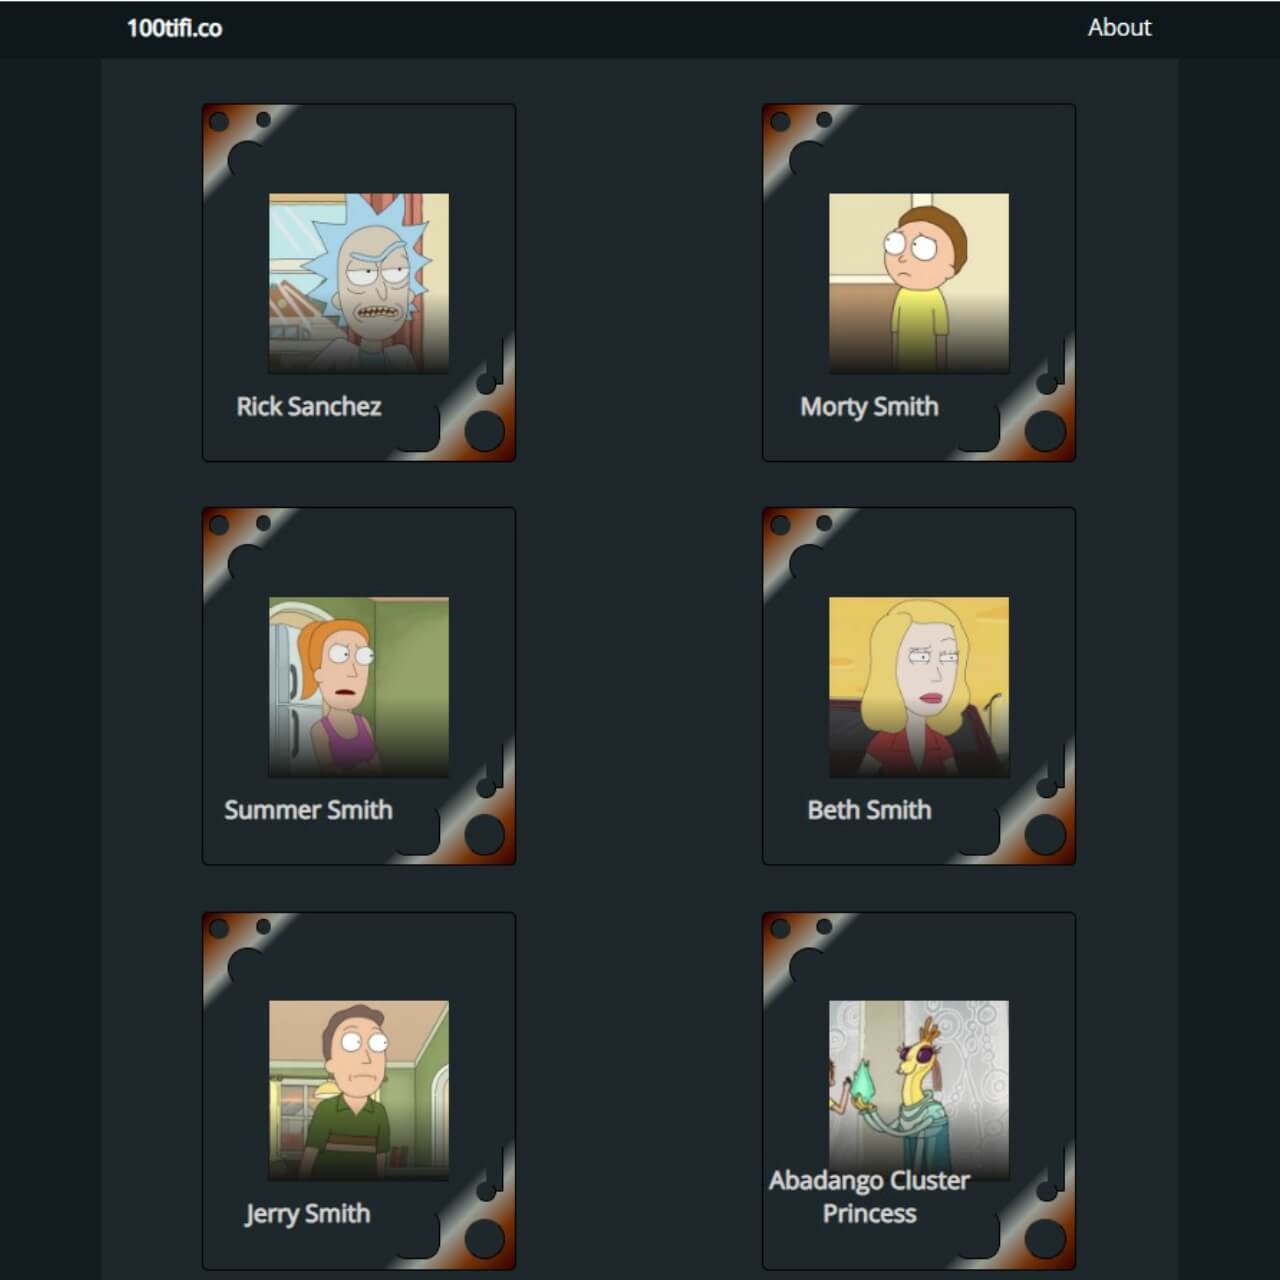 100tifi.co
About
Rick Sanchez
Morty Smith
Summer Smith
Beth Smith
Jerry Smith
Abadango Cluster
Princess